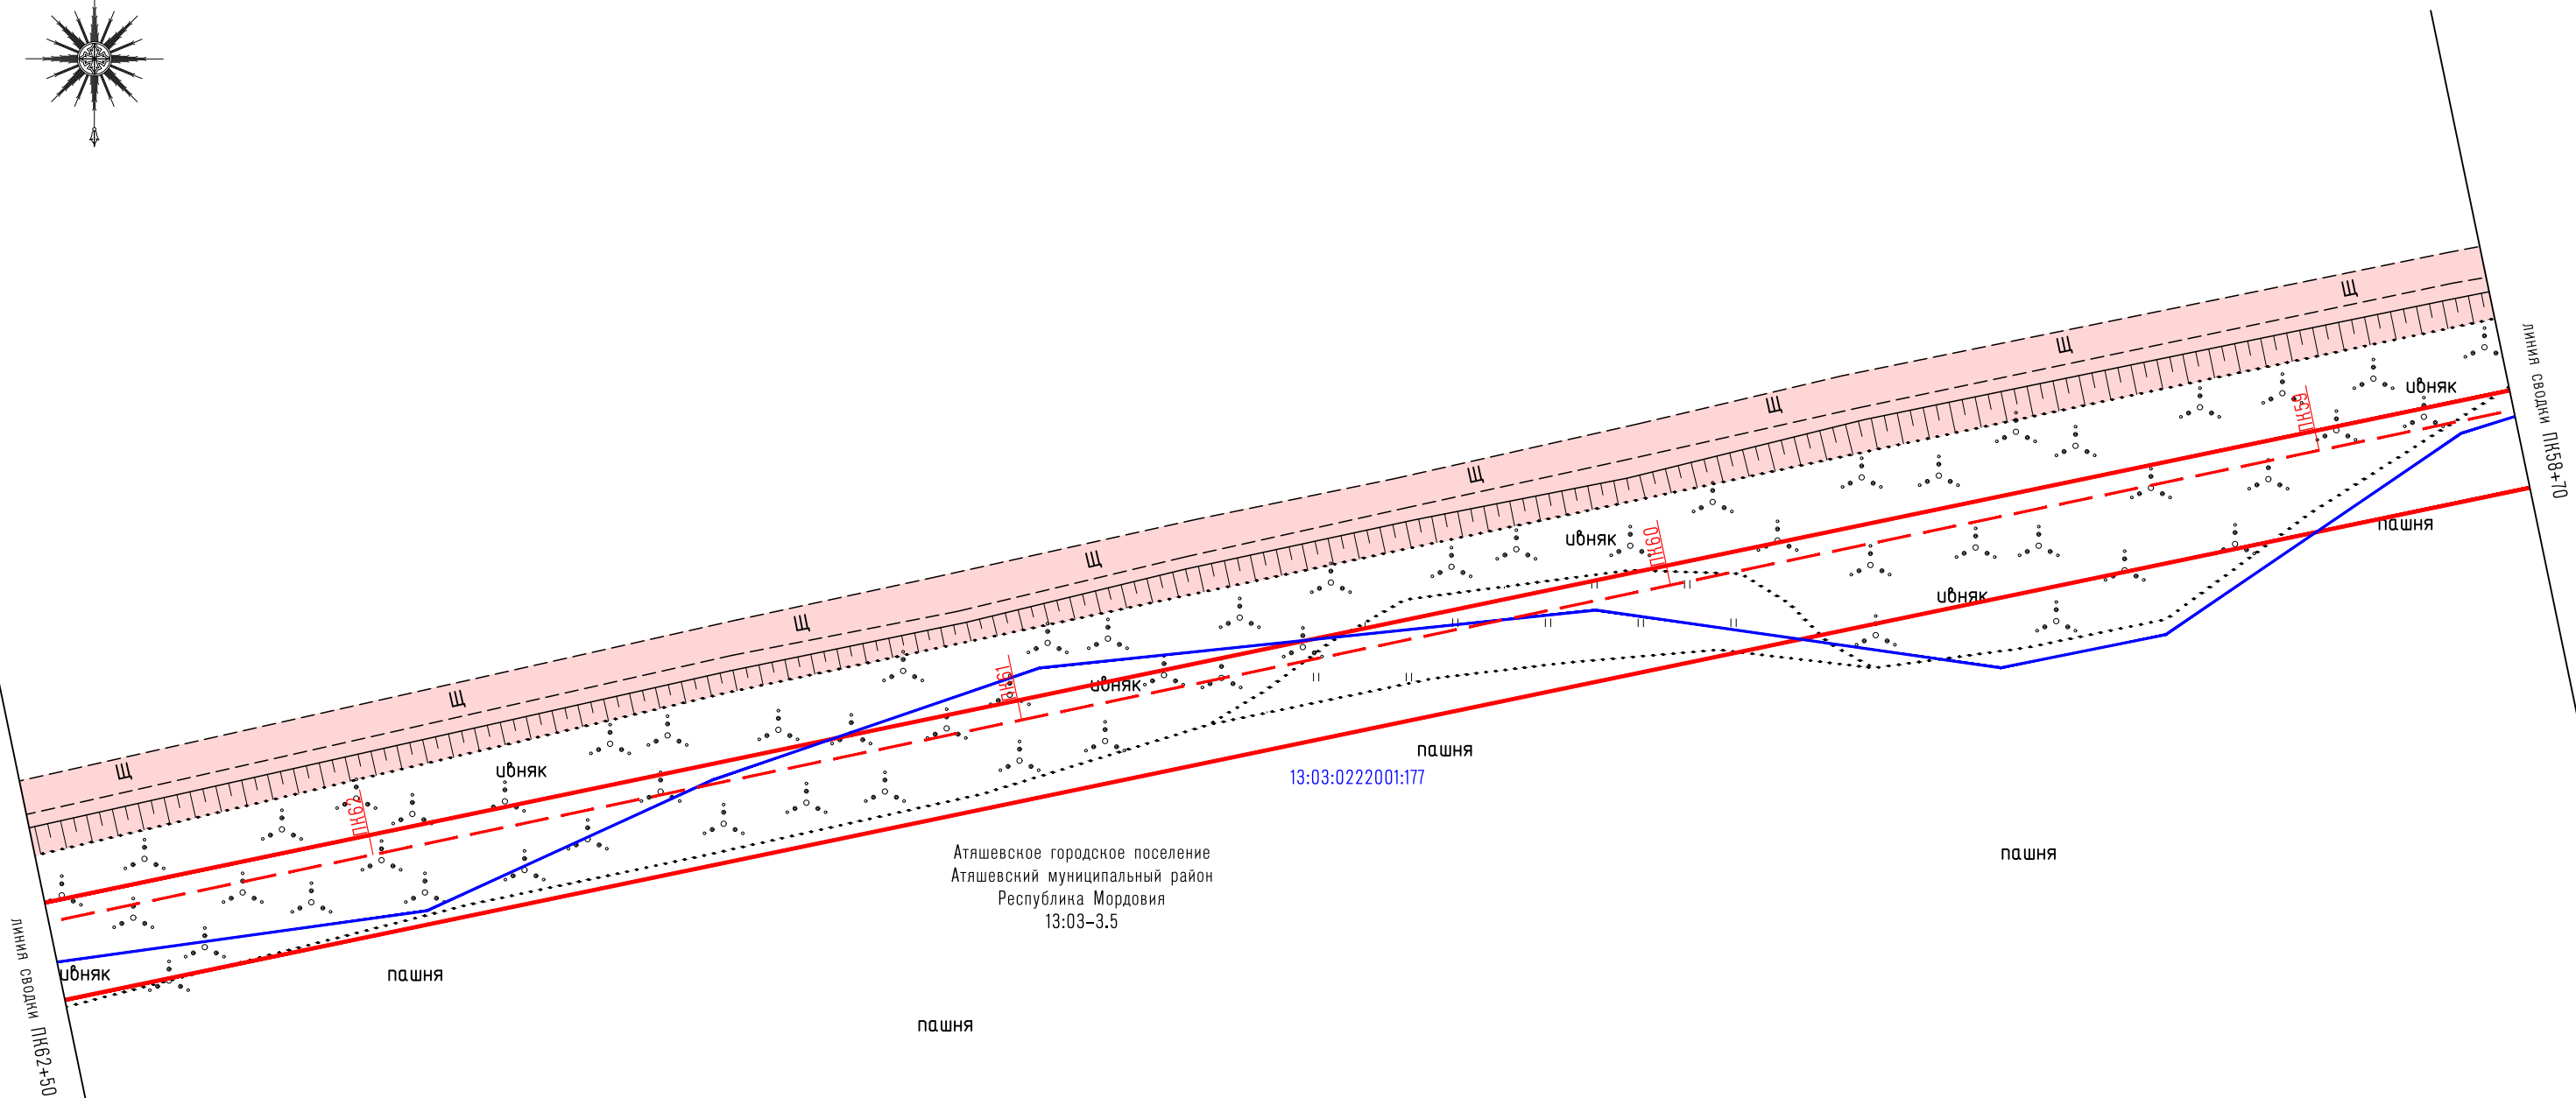 Щ
Щ
Щ
Щ
Щ
Щ
Щ
Щ
Щ
линия сводки ПК58+70
ивняк
ПК59
пашня
ивняк
ПК60
ивняк
ПК61
ивняк
пашня
13:03:0222001:177
ивняк
ПК62
Атяшевское городское поселение
Атяшевский муниципальный район
Республика Мордовия
13:03-3.5
пашня
ивняк
пашня
пашня
линия сводки ПК62+50